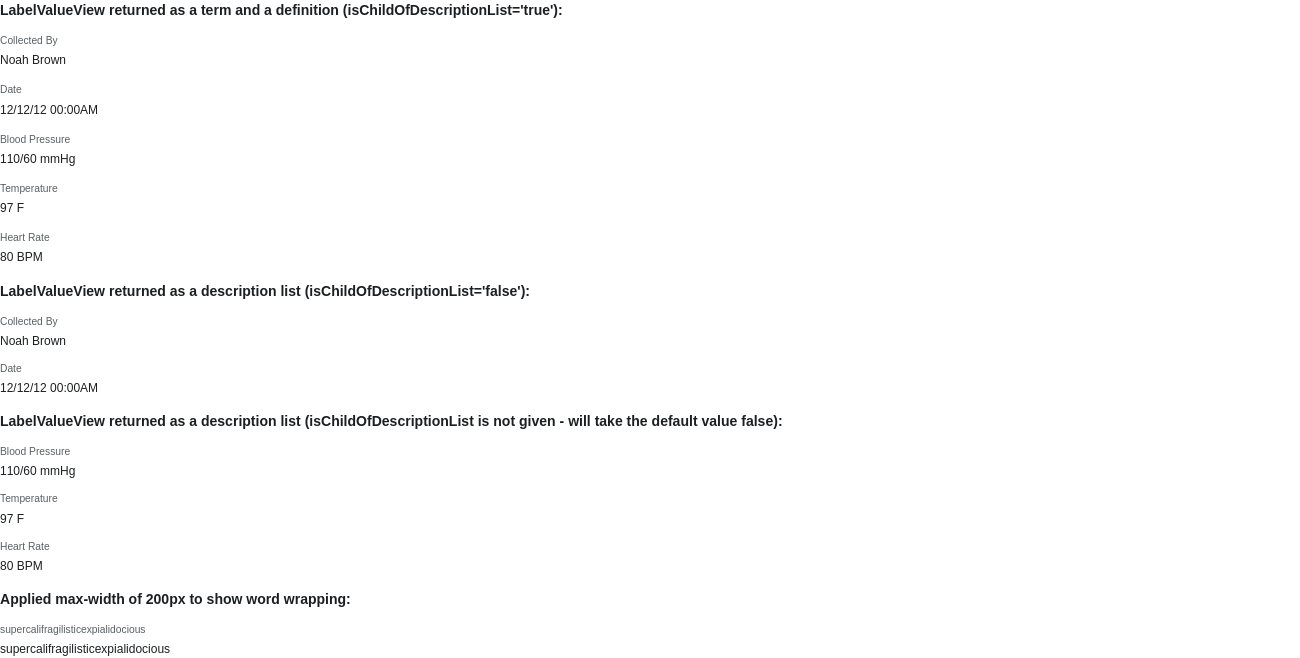 LabelValueView returned as a term and a definition (isChildOfDescriptionList='true'):
Collected By
Noah Brown
Date
12/12/12 00:00AM
Blood Pressure
110/60 mmHg
Temperature
97 F
Heart Rate
80 BPM
LabelValueView returned as a description list (isChildOfDescriptionList='false'):
Collected By
Noah Brown
Date
12/12/12 00:00AM
LabelValueView returned as a description list (isChildOfDescriptionList is not given - will take the default value false):
Blood Pressure
110/60 mmHg
Temperature
97 F
Heart Rate
80 BPM
Applied max-width of 200px to show word wrapping:
supercalifragilisticexpialidocious
supercalifragilisticexpialidocious